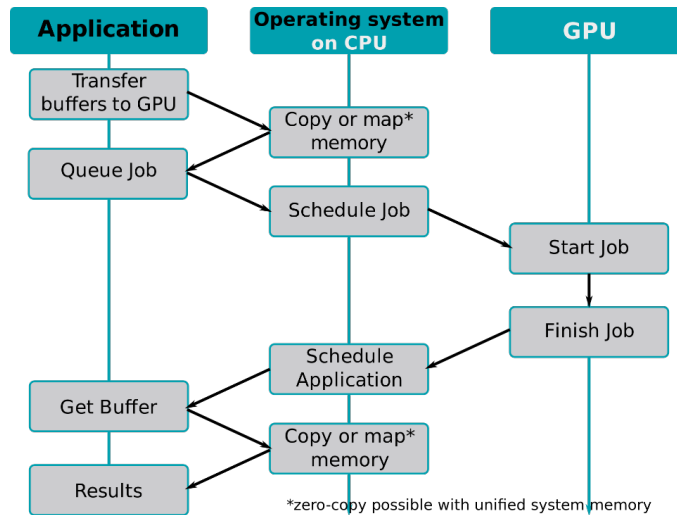 Application
Operating system
on CPU
GPU
Transfer
buffers to GPU
Copy or map*
memory
Queue Job
Schedule Job
Start Job
Finish Job
Schedule
Application
Get Buffer
Copy or map*
memory
Results
*zero-copy possible with unified system memory